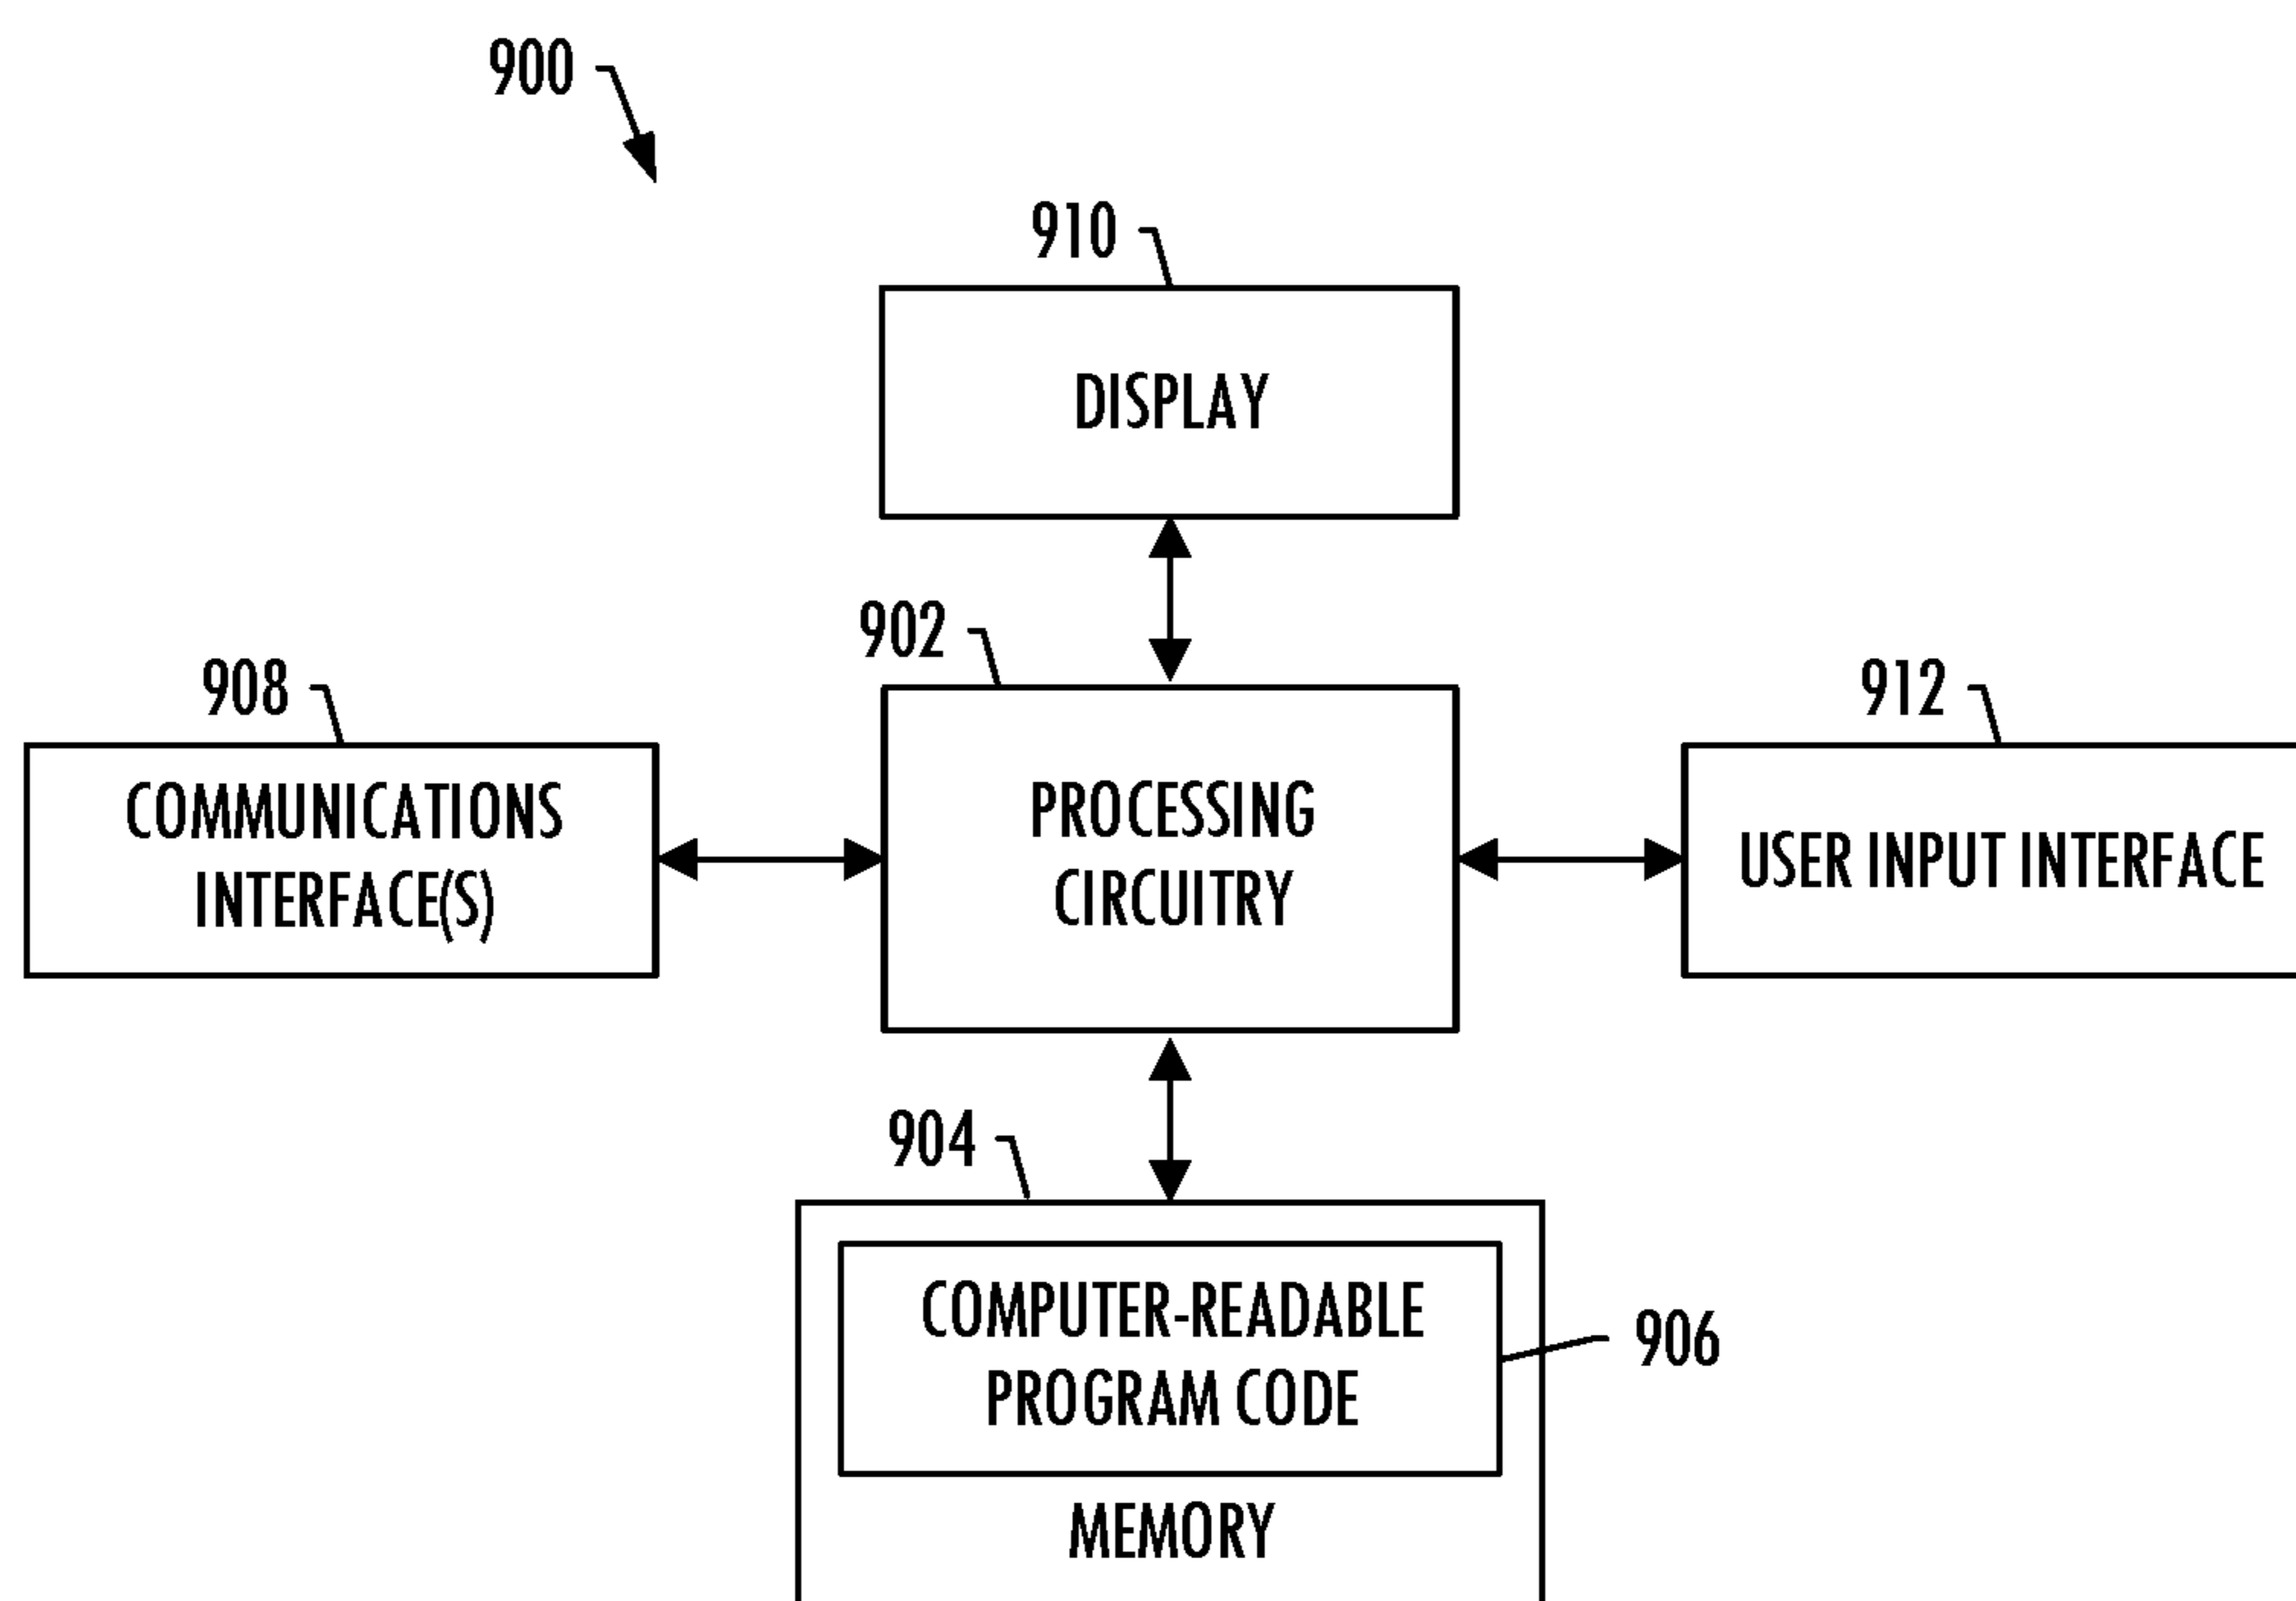 900
910
DISPLAY
902
908
912
COMMUNICATIONS
INTERFACE(S)
PROCESSING
CIRCUITRY
USER INPUT INTERFACE
904
COMPUTER-READABLE
PROGRAM CODE
906
MEMORY